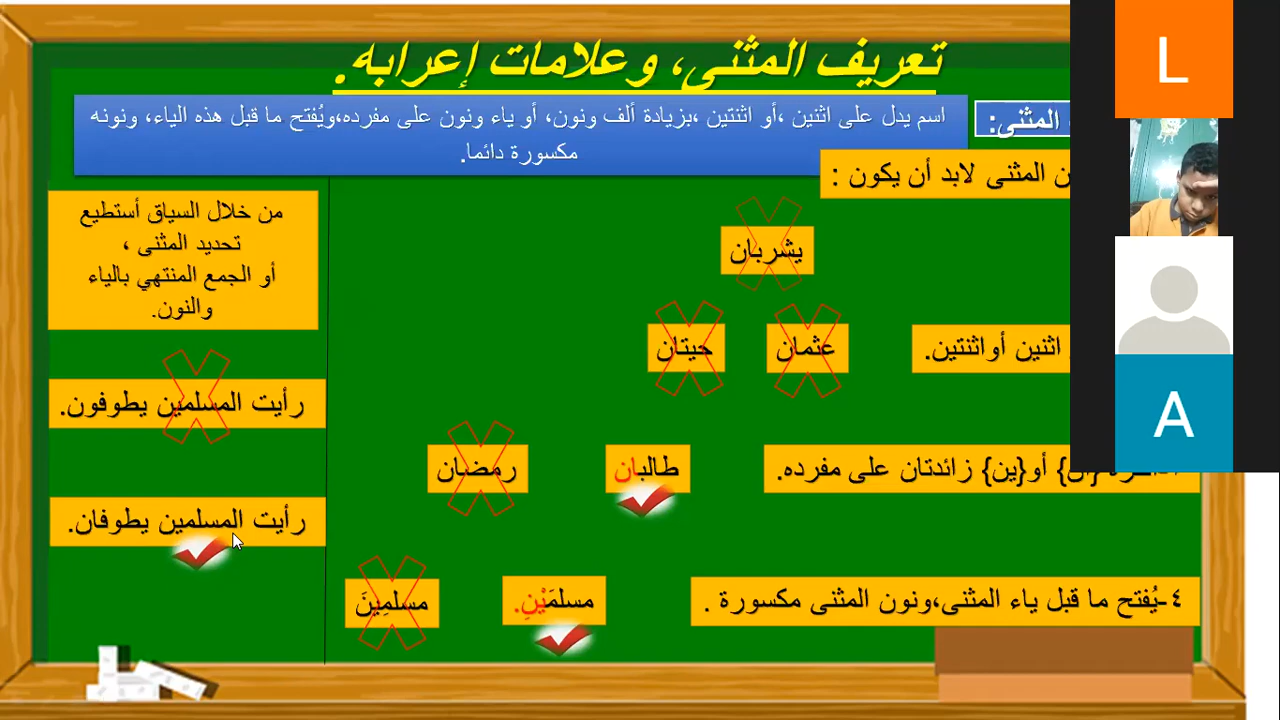 تعريف المثنى، وعلامات إعرابه.
المثنى:
اسم يدل على اثنين ،أو اثنتين ،بزيادة ألف ونون، أو ياء ونون على مفرده،ويُفتح ما قبل هذه الياء، ونونه
مكسورة دائما.
المثنى لابد أن يكون :
يشربان
اثنين أواثنتين.
عثمان
حيتان
أو{ين} زائدتان على مفرده.
طالبان
رمضان
٤-يُفتح ما قبل ياء المثنى،ونون المثنى مكسورة .
مسلمَيْنِ.
مسلمِينَ
من خلال السياق أستطيع
تحديد المثنى ،
أو الجمع المنتهي بالياء
والنون.
رأيت المسلمين يطوفون.
رأيت المسلمين يطوفان.
L
A